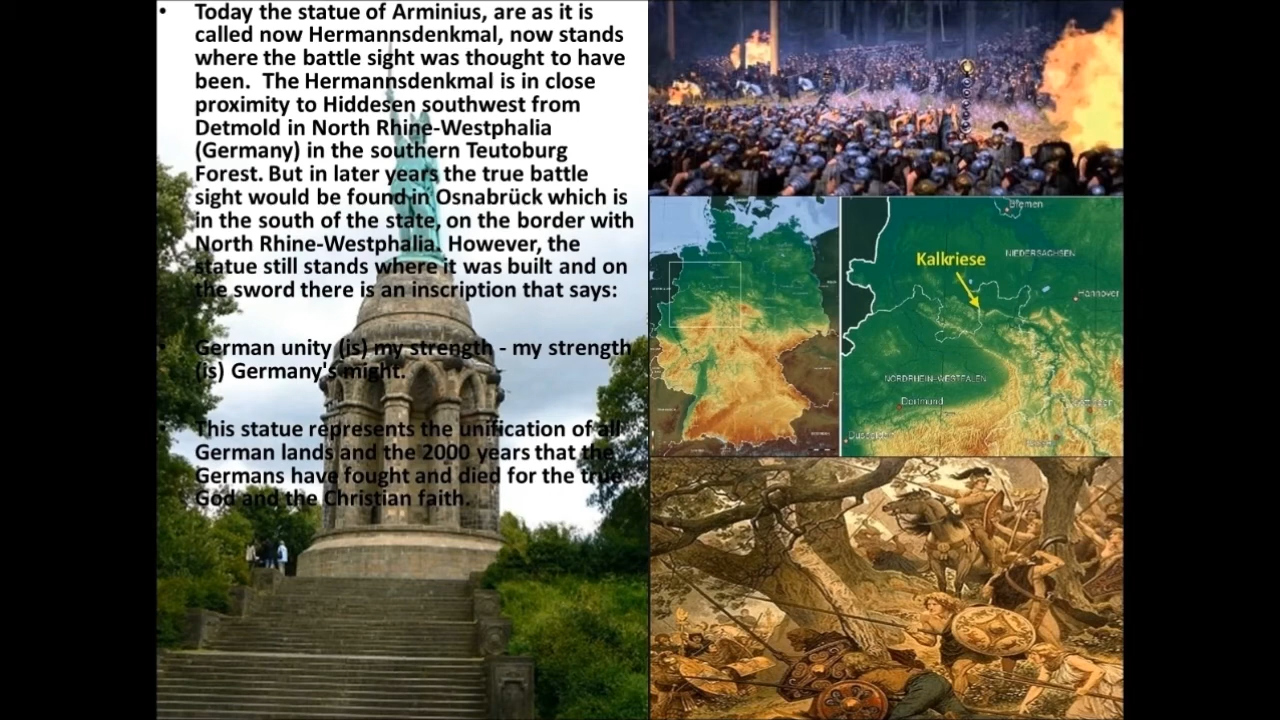 • Today the statue of Arminius, are as it is
called now Hermannsdenkmal, now stands
where the battle sight was thought to have
been. The Hermannsdenkmal is in close
proximity to Hiddesen southwest from
Detmold in North Rhine-Westphalia
(Germany) in the southern Teutoburg
Forest. But in later years the true battle
sight would be found in Osnabrück which is
in the south of the state, on the border with
North Rhine-Westphalia. However, the
statue still stands where it was built and on
the sword there is an inscription that says:
• German unity (is) my strength - my strength
(is) Germany's might.
• This statue represents the unification of all
German lands and the 2000 years that the
Germans have fought and died for the true
God and the Christian faith.
Bremen
Kalkriese
NIEDERSACHSEN
Hannover
NORDRHEIN-WESTFALEN
Dortmund